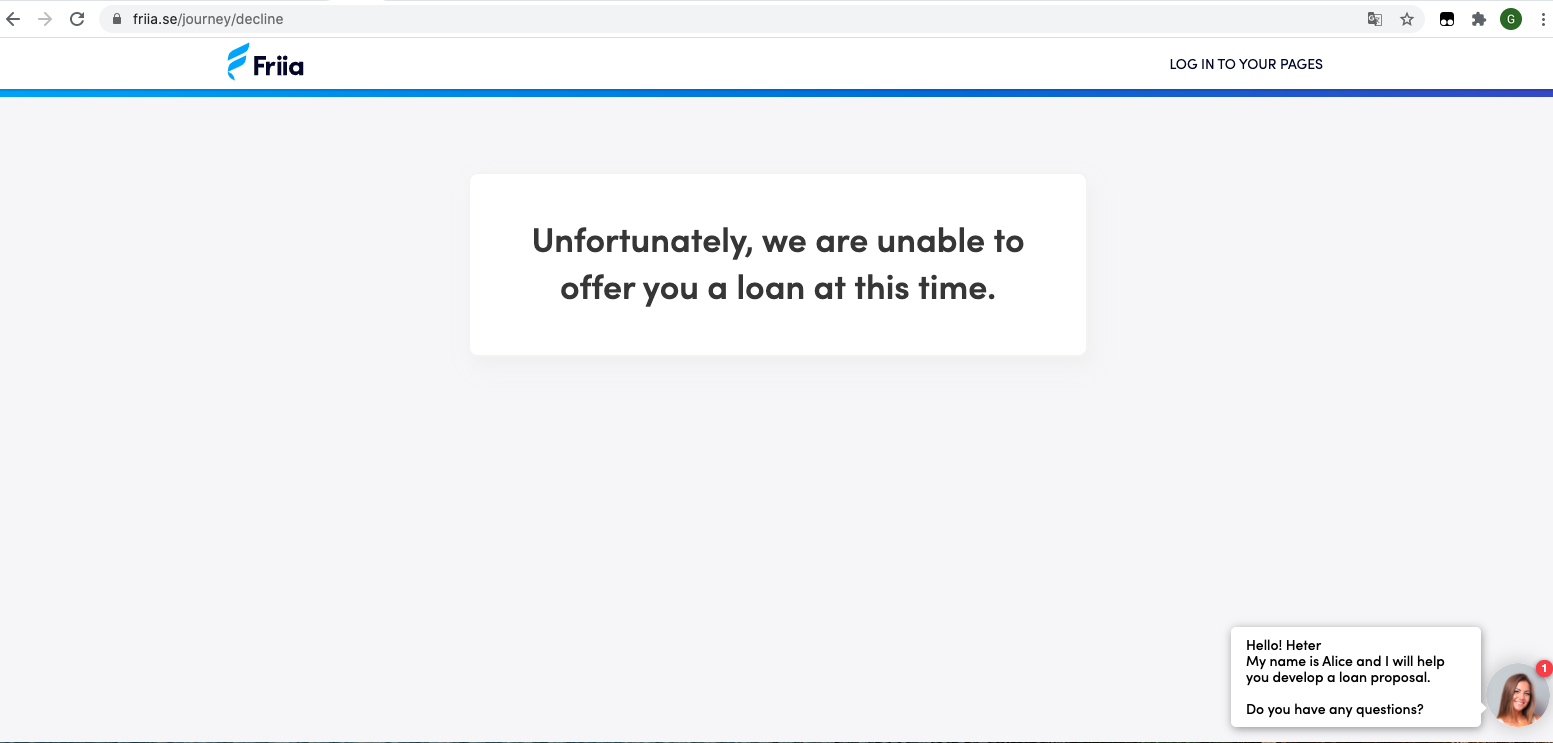 friia.se/journey/decline
G
Friia
LOG IN TO YOUR PAGES
Unfortunately, we are unable to
offer you a loan at this time.
Hello! Heter
My name is Alice and I will help
you develop a loan proposal.
Do you have any questions?
1